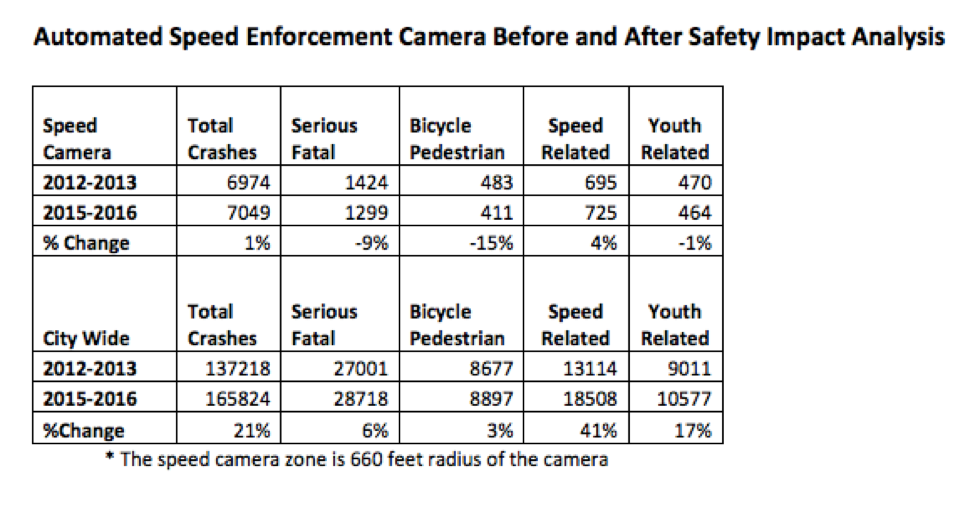 Automated Speed Enforcement Camera Before and After Safety Impact Analysis
Speed Camera Total Crashes Serious Fatal Bicycle Pedestrian Speed Related Youth Related
2012-2013 6974 1424 483 695 470
2015-2016 7049 1299 411 725 464
% Change 1% -9% -15% 4% -1%
City Wide Total Crashes Serious Fatal Bicycle Pedestrian Speed Related Youth Related
2012-2013 137218 27001 8677 13114 9011
2015-2016 165824 28718 8897 18508 10577
%Change 21% 6% 3% 41% 17%
* The speed camera zone is 660 feet radius of the camera